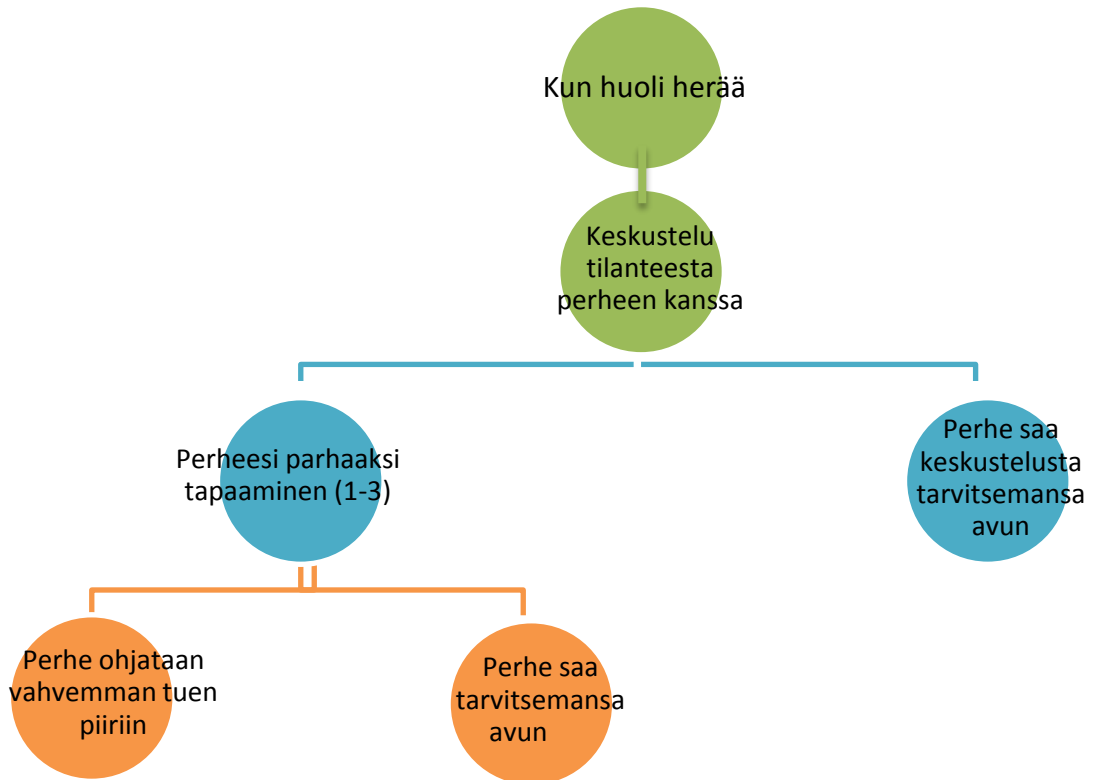 Kun huoli herää
Keskustelu
tilanteesta
perheen kanssa
Perheesi parhaaksi
tapaaminen (1-3)
Perhe saa
keskustelusta
tarvitsemansa
avun
Perhe ohjataan
vahvemman tuen
piiriin
Perhe saa
tarvitsemansa
avun